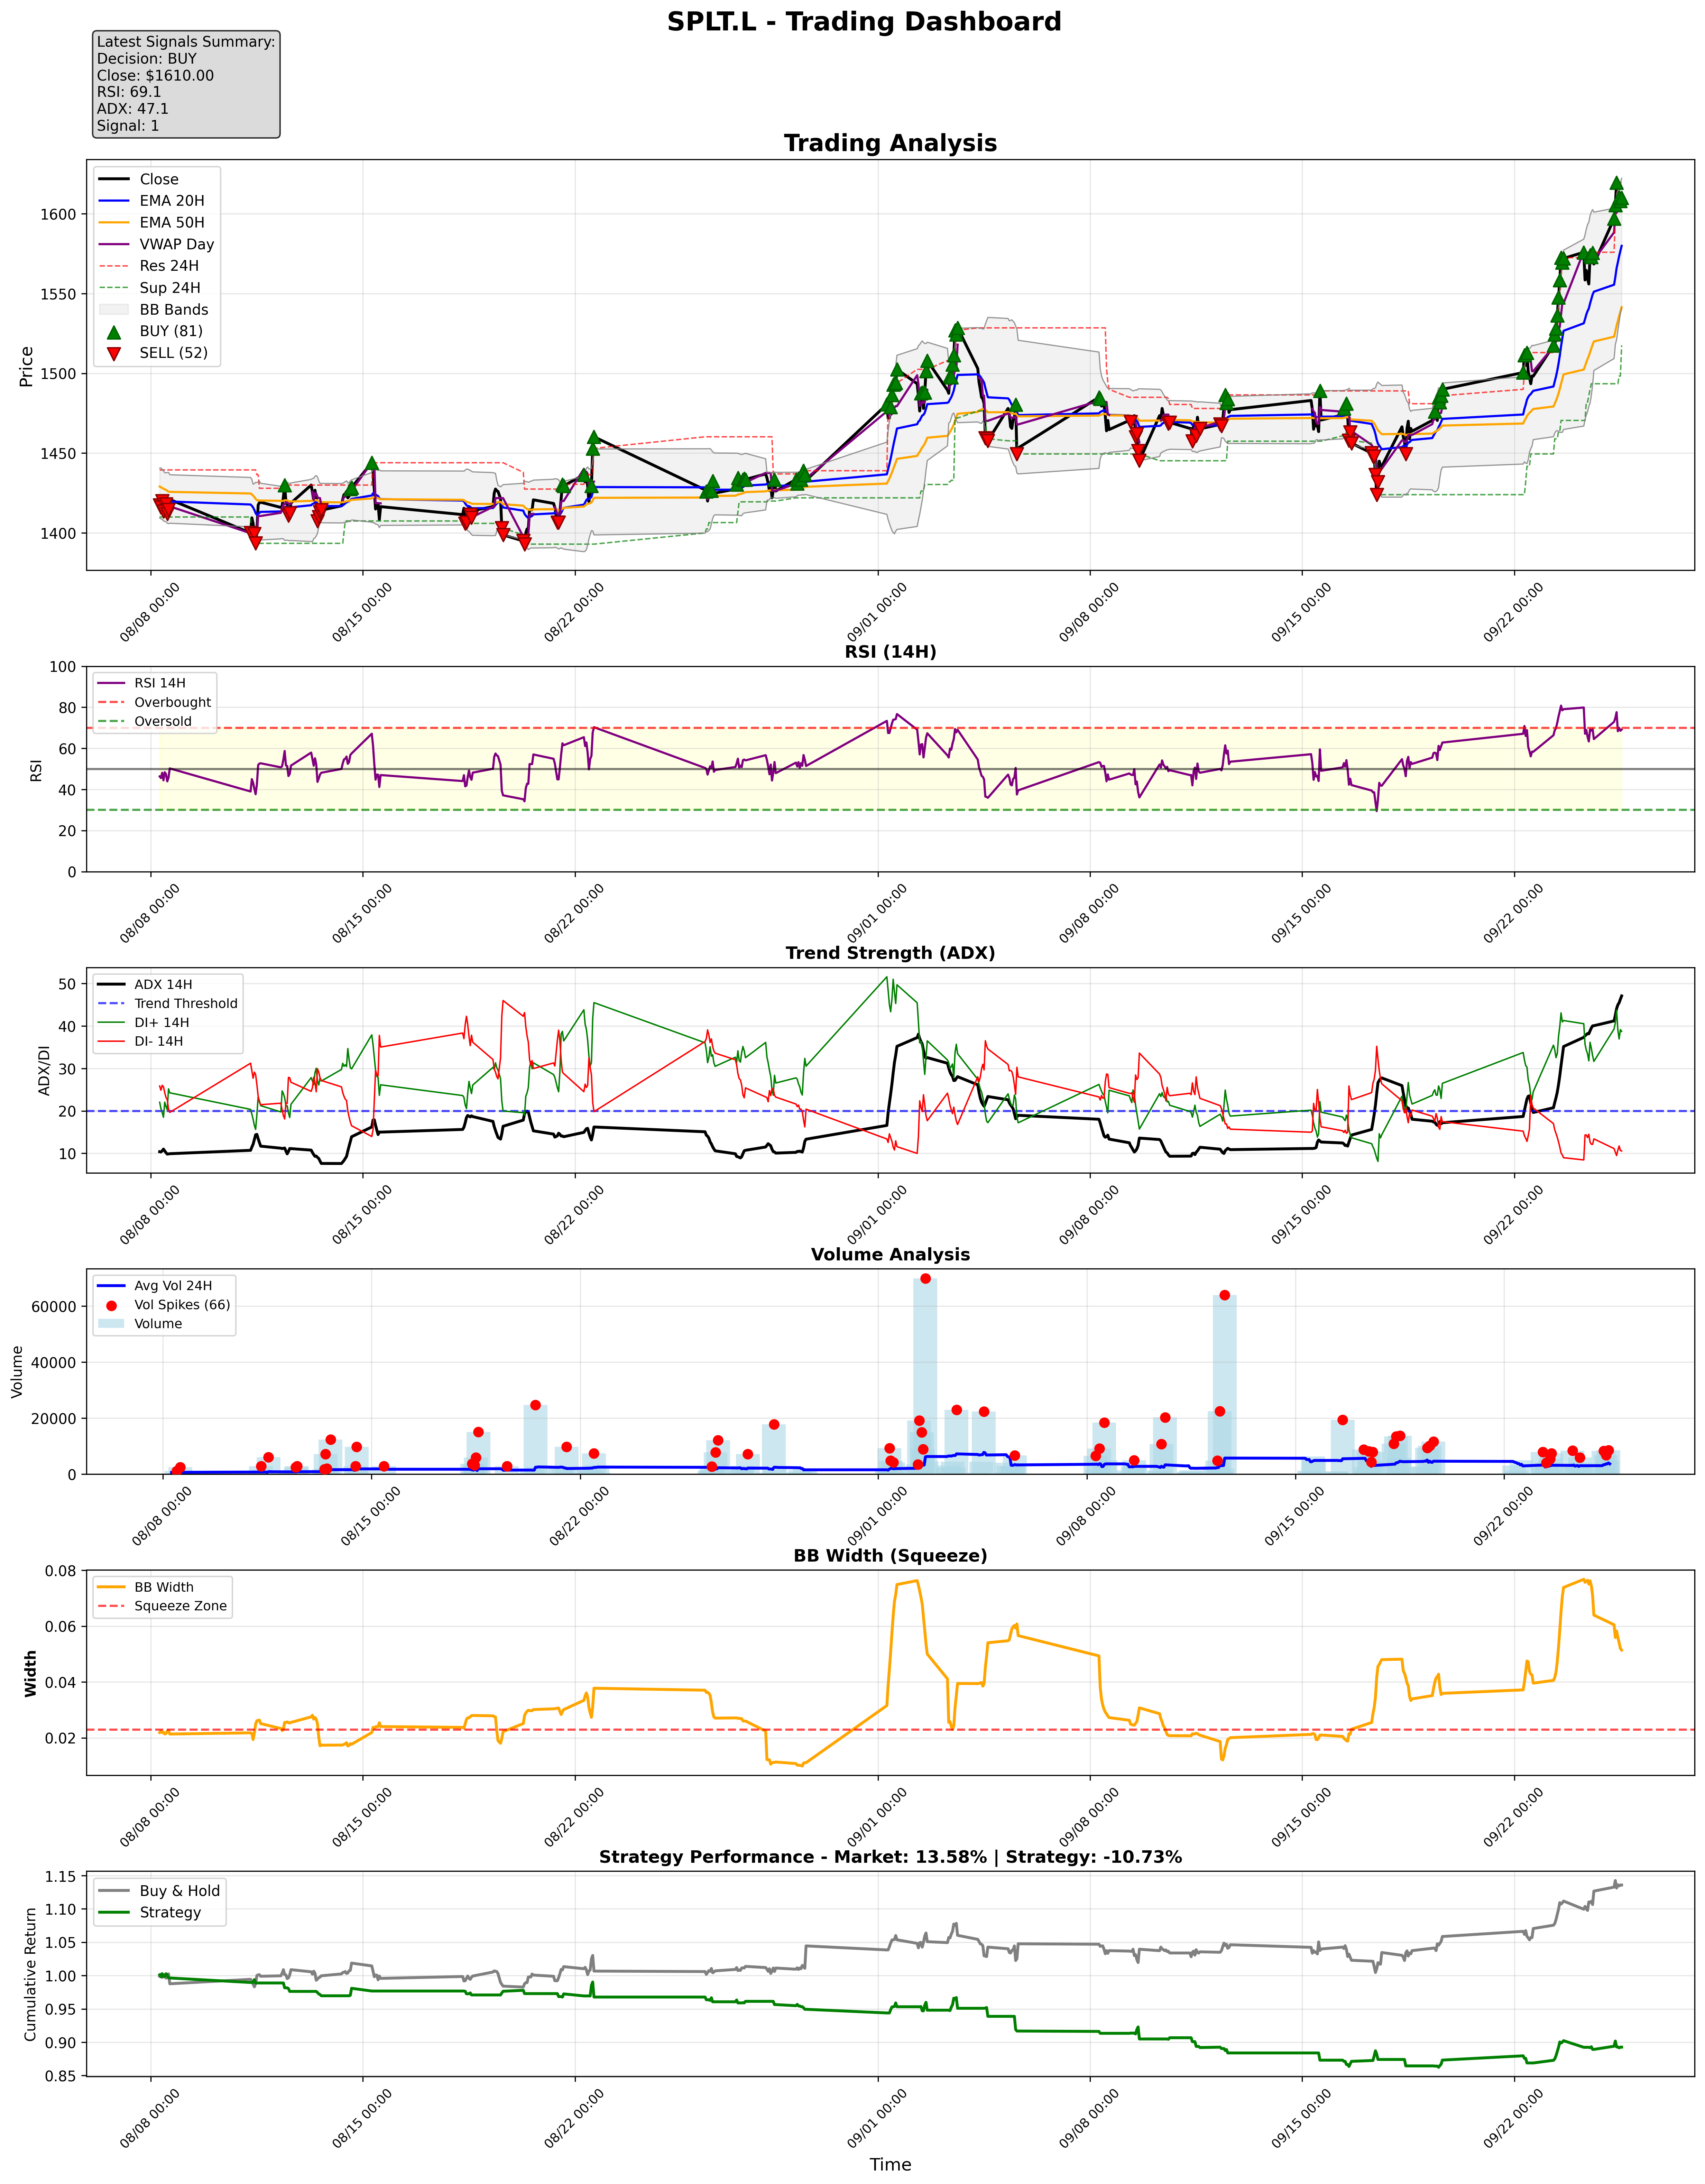 SPLT.L - Trading Dashboard
Latest Signals Summary:
Decision: BUY
Close: $1610.00
RSI: 69.1
ADX: 47.1
Signal: 1
Trading Analysis
Close
EMA 20H
EMA 50H
VWAP Day
Res 24H
Sup 24H
BB Bands
BUY (81)
SELL (52)
Price
1600
1550
1500
1450
1400
08/08 00:00
08/15 00:00
08/22 00:00
09/01 00:00
09/08 00:00
09/15 00:00
09/22 00:00
RSI (14H)
RSI 14H
Overbought
Oversold
RSI
100
80
60
40
20
0
08/08 00:00
08/15 00:00
08/22 00:00
09/01 00:00
09/08 00:00
09/15 00:00
09/22 00:00
Trend Strength (ADX)
ADX 14H
Trend Threshold
DI+ 14H
DI- 14H
ADX/DI
50
40
30
20
10
08/08 00:00
08/15 00:00
08/22 00:00
09/01 00:00
09/08 00:00
09/15 00:00
09/22 00:00
Volume Analysis
Avg Vol 24H
Vol Spikes (66)
Volume
Volume
60000
40000
20000
0
08/08 00:00
08/15 00:00
08/22 00:00
09/01 00:00
09/08 00:00
09/15 00:00
09/22 00:00
BB Width (Squeeze)
BB Width
Squeeze Zone
Width
0.08
0.06
0.04
0.02
08/08 00:00
08/15 00:00
08/22 00:00
09/01 00:00
09/08 00:00
09/15 00:00
09/22 00:00
Strategy Performance - Market: 13.58% | Strategy: -10.73%
Buy & Hold
Strategy
Cumulative Return
1.15
1.10
1.05
1.00
0.95
0.90
0.85
08/08 00:00
08/15 00:00
08/22 00:00
09/01 00:00
09/08 00:00
09/15 00:00
09/22 00:00
Time